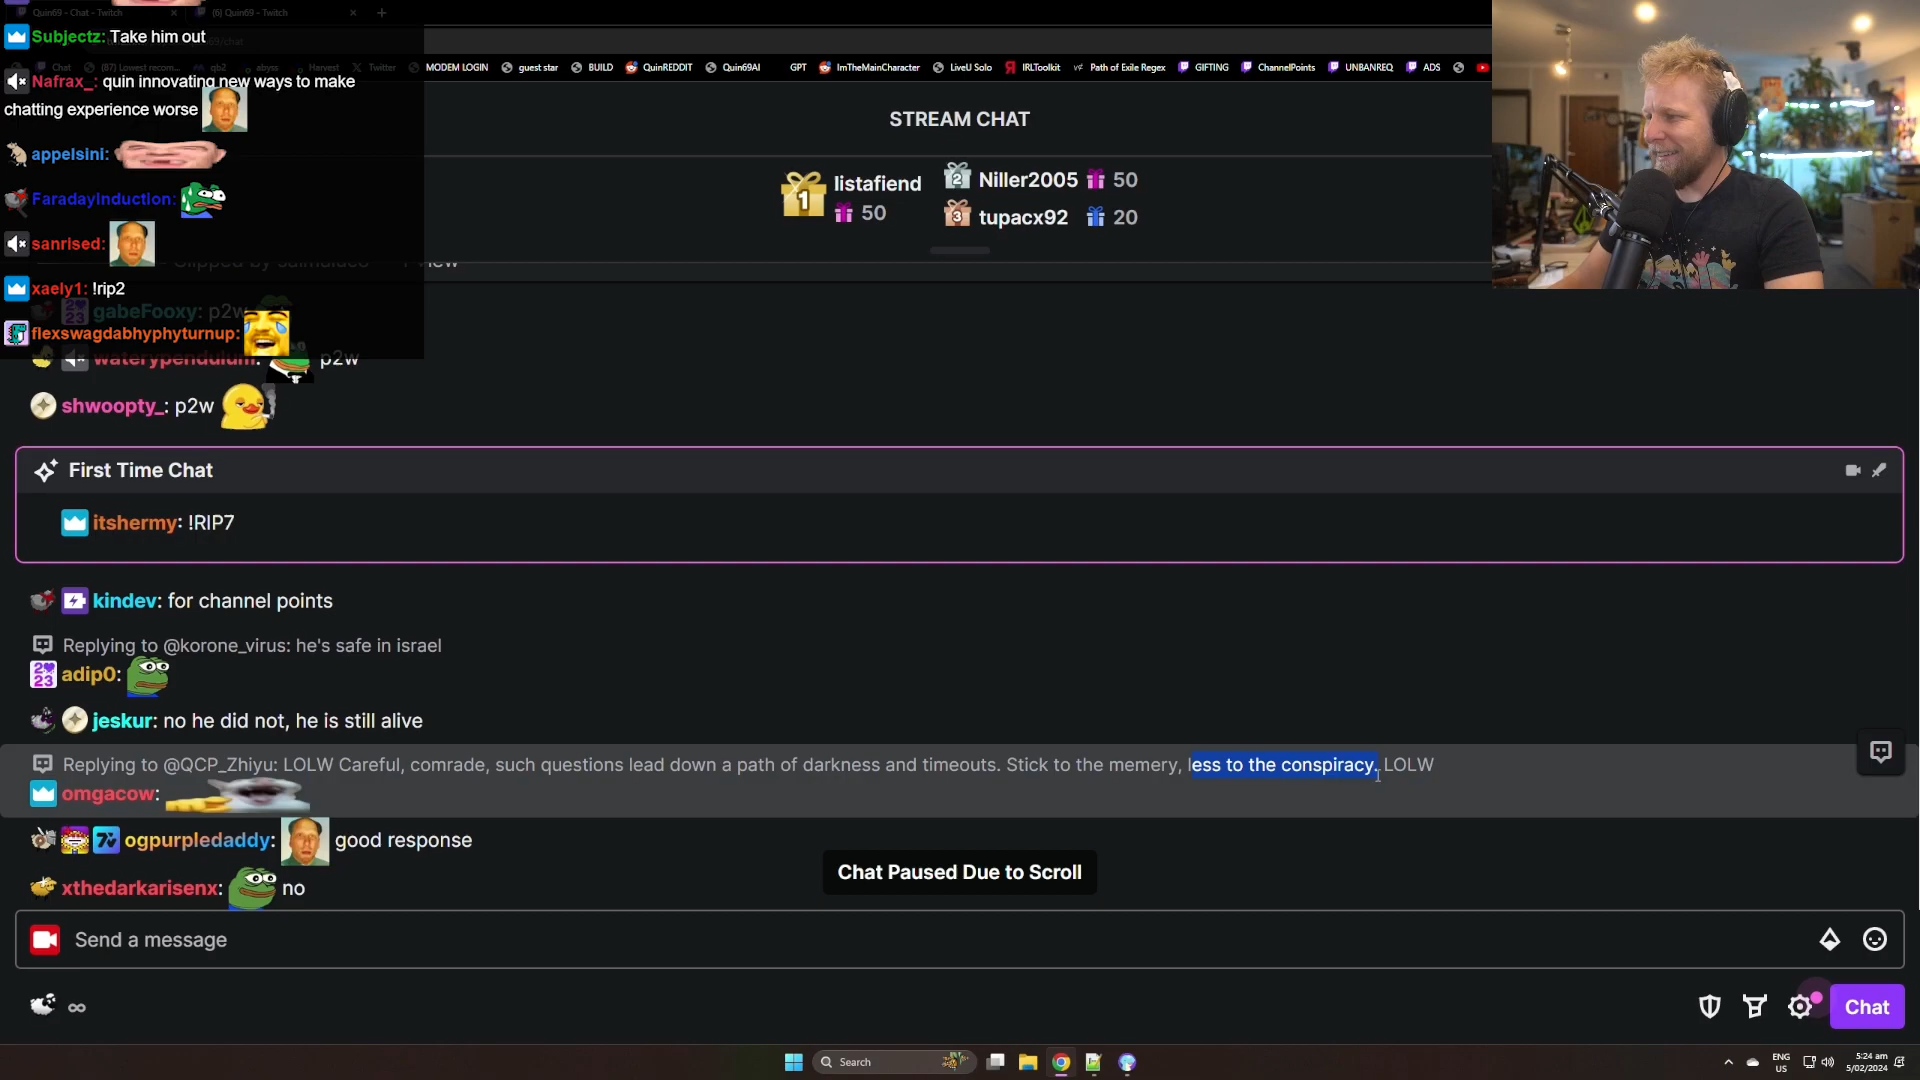 Quin69 - Chat - Twitch
(6) Quin69 - Twitch
Subjectz: Take him out
Chat
(87) Lowest recom...
qb2
abyss
Harvest
Twitter
MODEM LOGIN
guest star
BUILD
QuinREDDIT
Quin69AI
GPT
ImTheMainCharacter
LiveU Solo
IRLToolkit
Path of Exile Regex
GIFTING
ChannelPoints
UNBANREQ
ADS
Nafrax_: quin innovating new ways to make
chatting experience worse
STREAM CHAT
appelsini:
1
listafiend
50
2
Niller2005
50
3
tupacx92
20
FaradayInduction:
sanrised:
xaely1: !rip2
gabeFooxy: p2w
flexswagdabhyphyturnup:
waterypendulum: p2w
shwoopty_: p2w
First Time Chat
itshermy: !RIP7
kindev: for channel points
Replying to @korone_virus: he's safe in israel
adip0:
jeskur: no he did not, he is still alive
Replying to @QCP_Zhiyu: LOLW Careful, comrade, such questions lead down a path of darkness and timeouts. Stick to the memery, less to the conspiracy. LOLW
omgacow:
ogpurpledaddy: good response
Chat Paused Due to Scroll
xthedarkarisenx: no
Send a message
∞
Chat
Search
ENG
US
5:24 am
5/02/2024